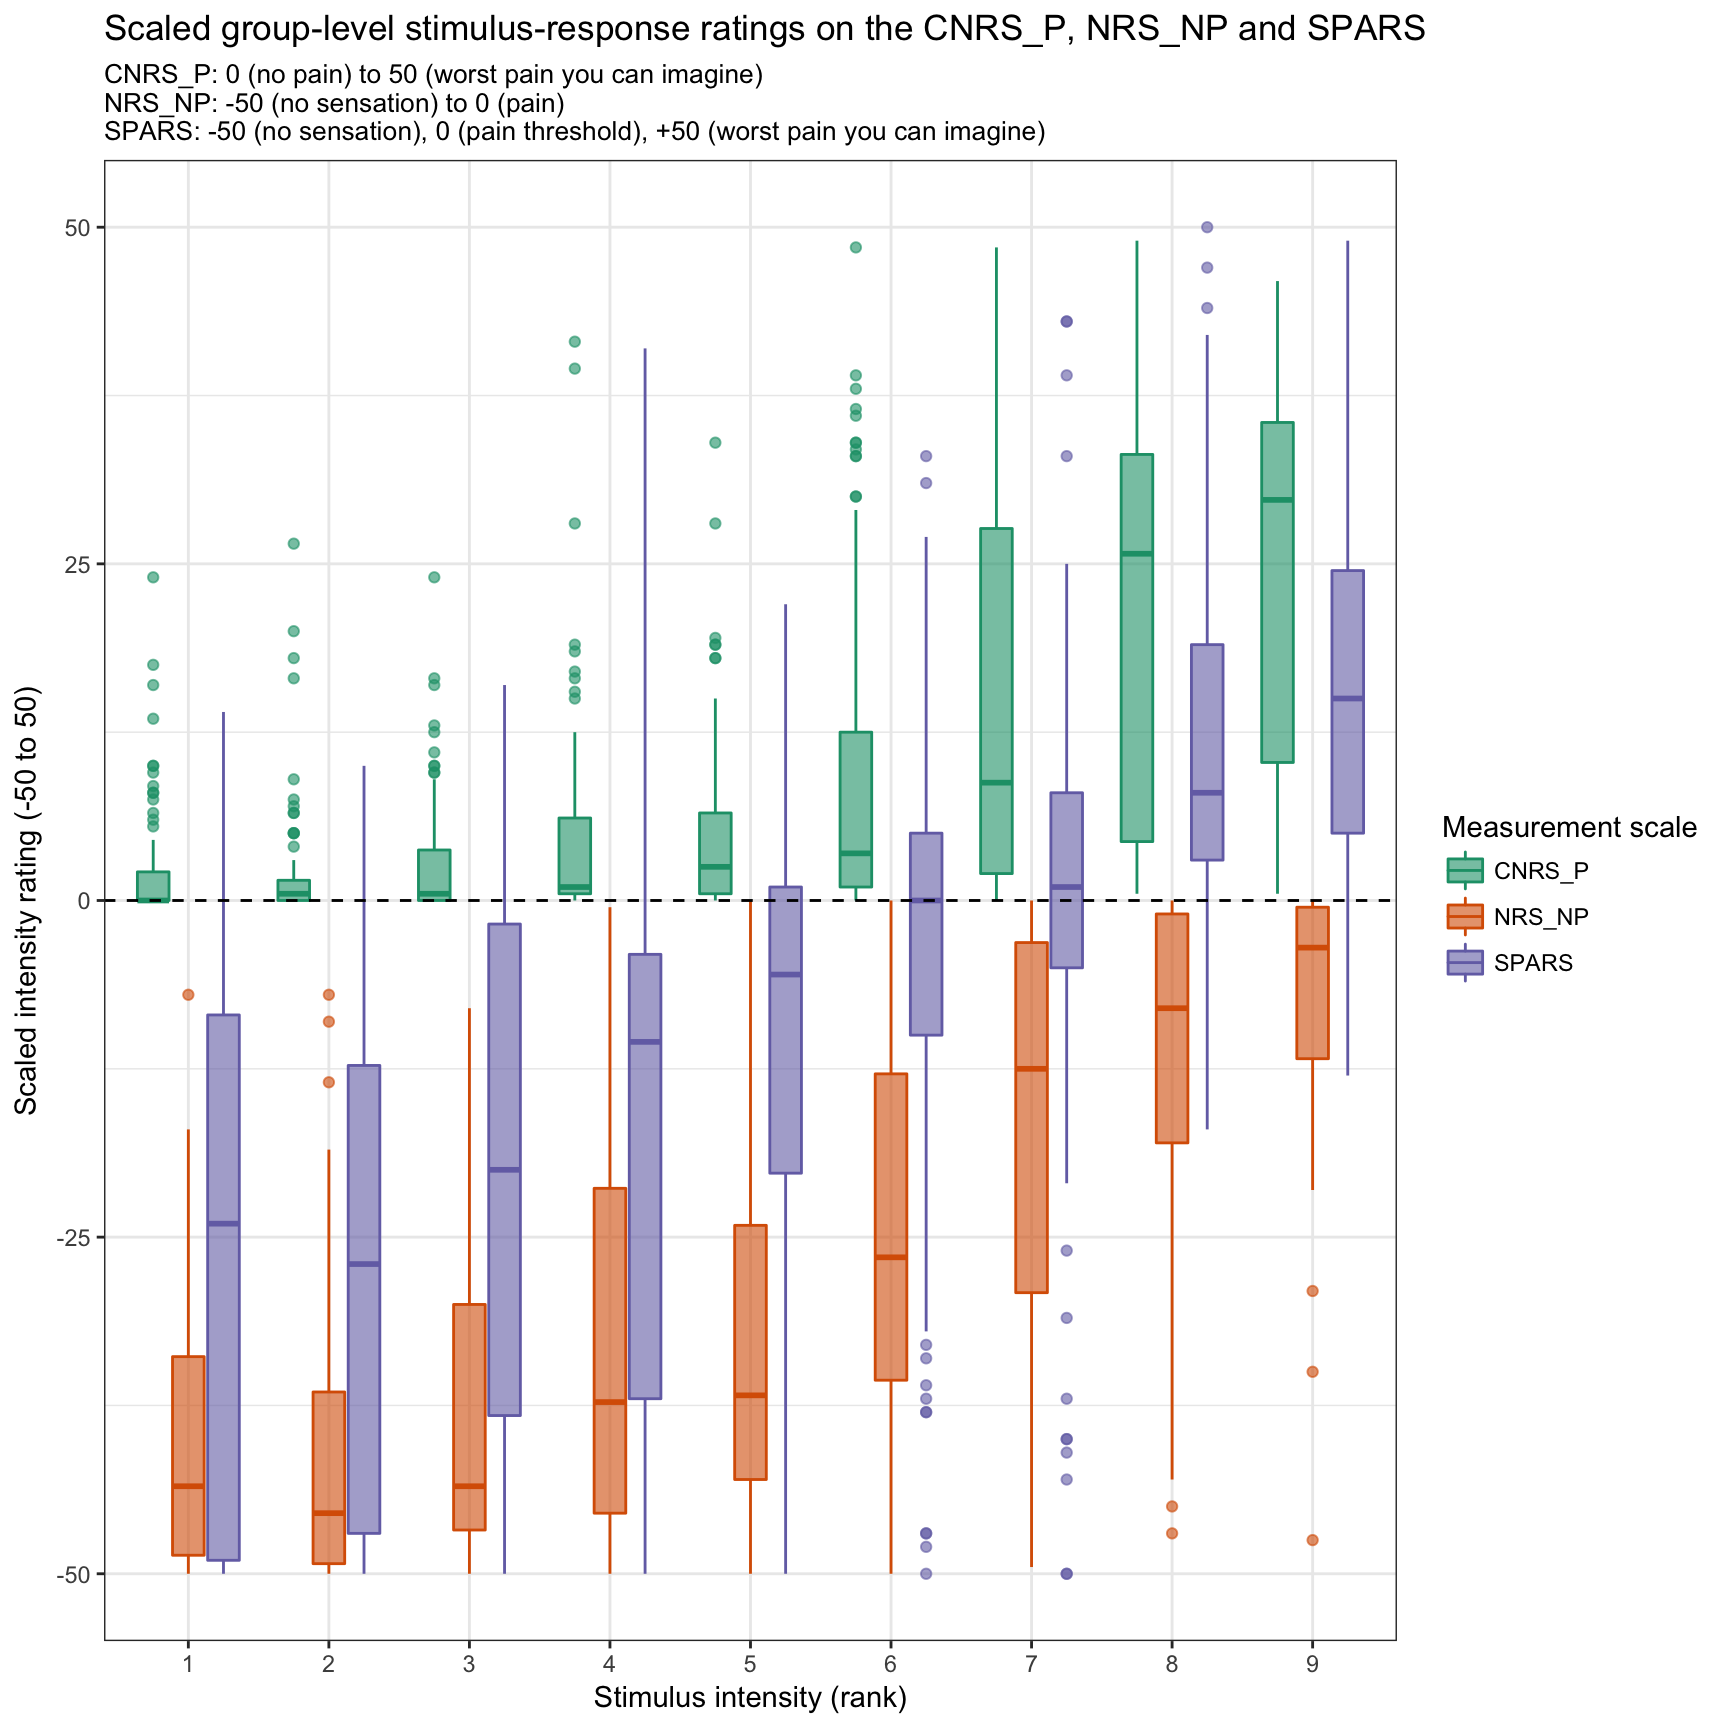 Scaled group-level stimulus-response ratings on the CNRS_P, NRS_NP and SPARS
CNRS_P: 0 (no pain) to 50 (worst pain you can imagine)
NRS_NP: -50 (no sensation) to 0 (pain)
SPARS: -50 (no sensation), 0 (pain threshold), +50 (worst pain you can imagine)
Scaled intensity rating (-50 to 50)
50
25
0
-25
-50
1 2 3 4 5 6 7 8 9
Stimulus intensity (rank)
Measurement scale
CNRS_P
NRS_NP
SPARS